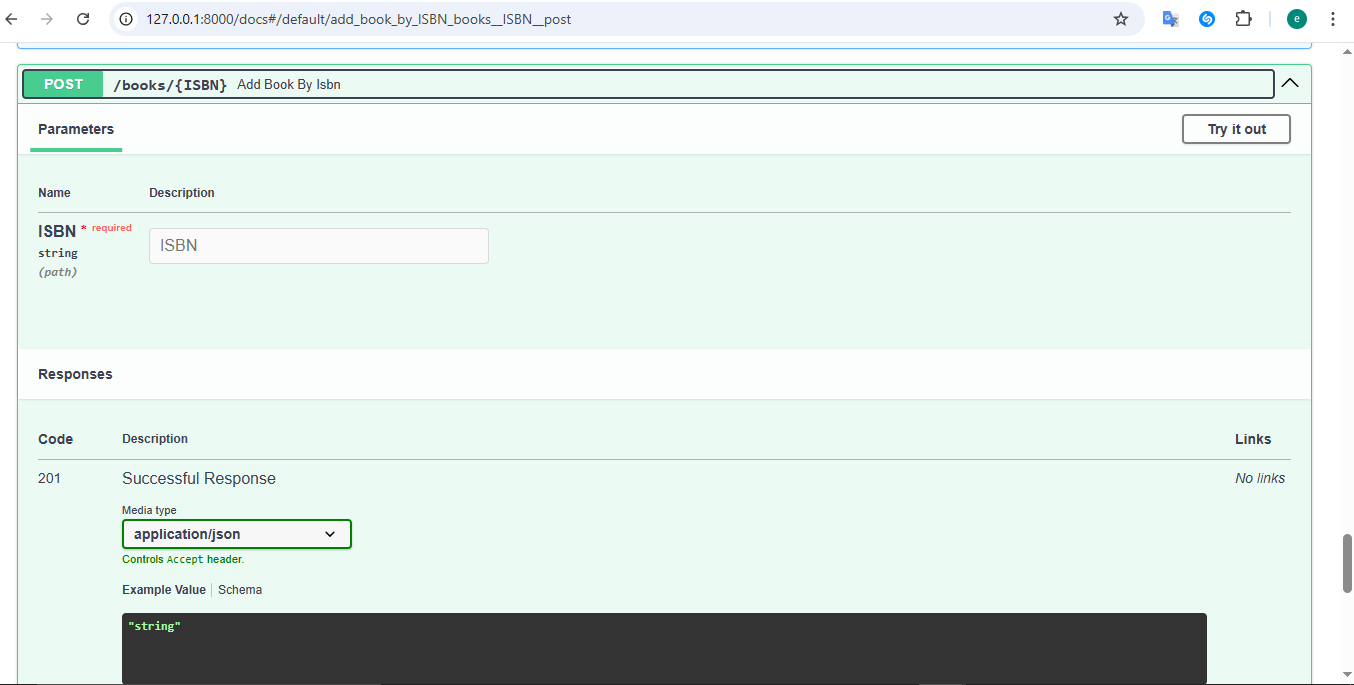 127.0.0.1:8000/docs#/default/add_book_by_ISBN_books__ISBN__post
e
POST /books/{ISBN} Add Book By Isbn
Parameters
Try it out
Name Description
ISBN * required
string
(path)
ISBN
Responses
Code Description Links
201 Successful Response No links
Media type
application/json
Controls Accept header.
Example Value Schema
"string"